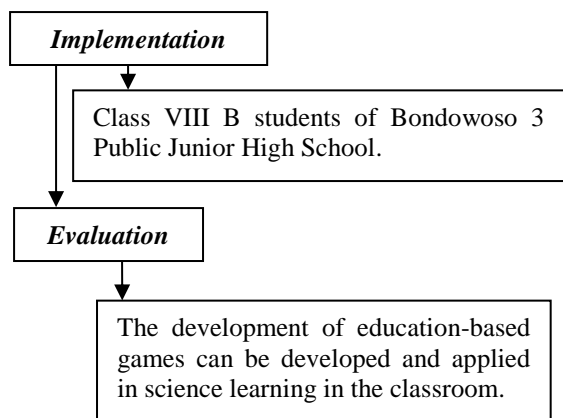 Implementation
Class VIII B students of Bondowoso 3
Public Junior High School.
Evaluation
The development of education-based
games can be developed and applied
in science learning in the classroom.